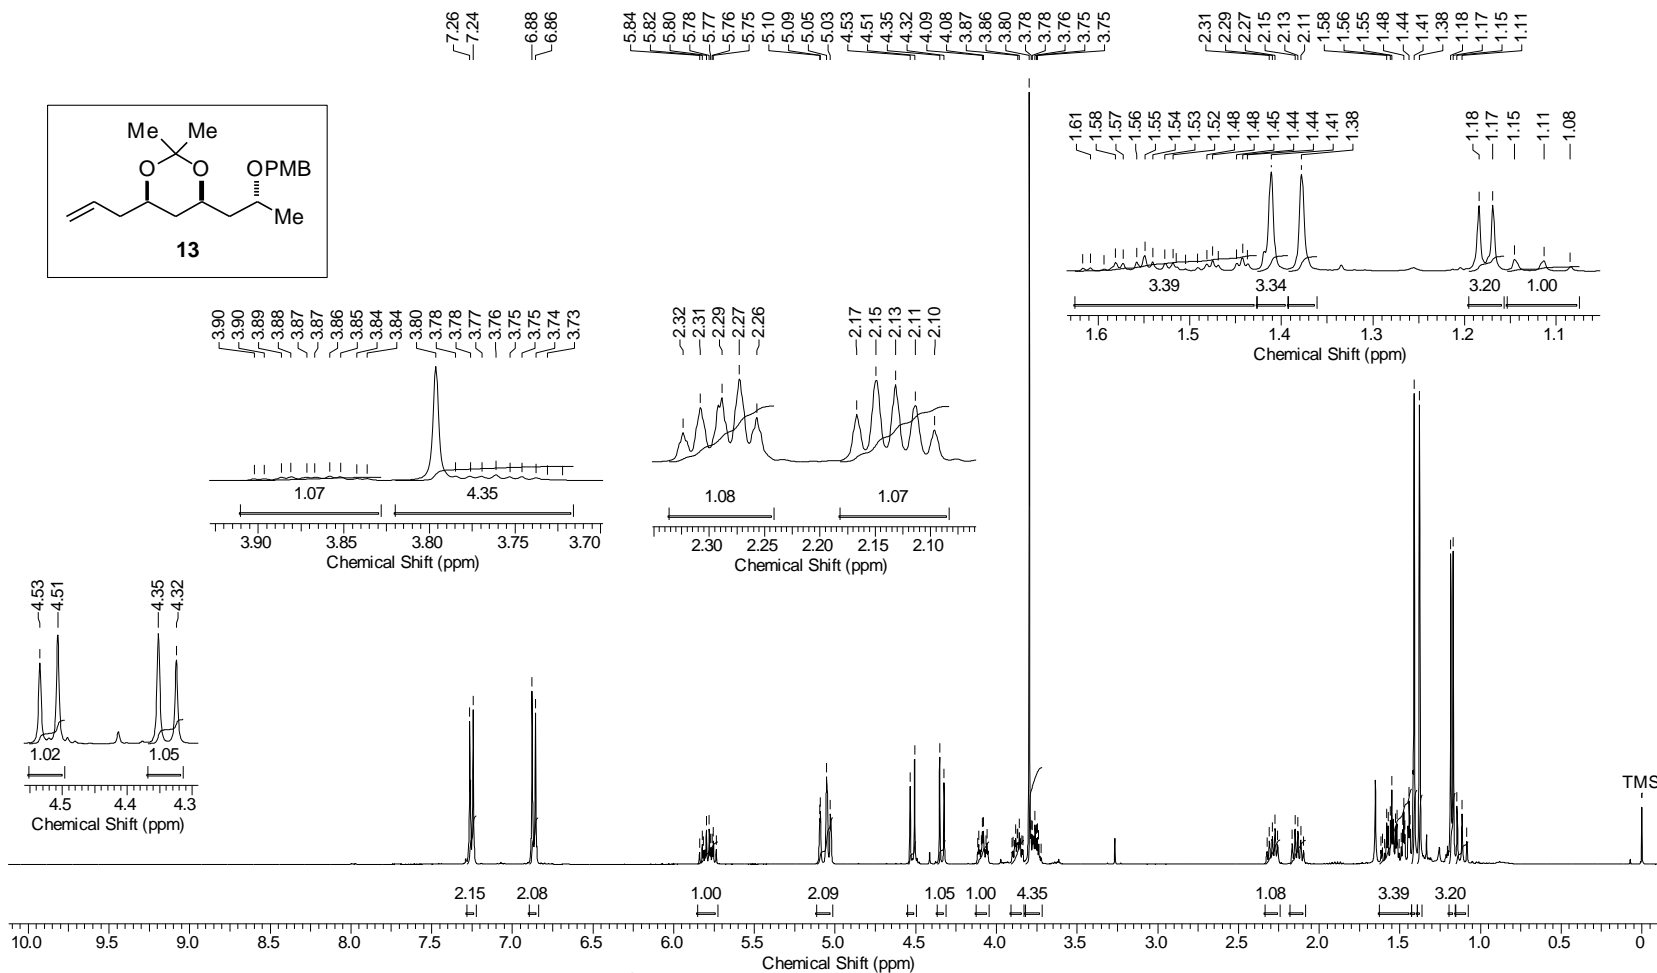 7.26 7.24 6.88 6.86 5.84 5.82 5.80 5.78 5.77 5.76 5.75 5.10 5.09 5.05 5.03 4.53 4.51 4.35 4.32 4.09 4.08 3.87 3.86 3.80 3.78 3.78 3.76 3.75 3.75 2.31 2.29 2.27 2.15 2.13 2.11 1.58 1.56 1.55 1.48 1.44 1.41 1.38 1.18 1.17 1.15 1.11
Me Me
O O OPMB
Me
13
1.61 1.58 1.57 1.56 1.55 1.54 1.53 1.52 1.48 1.48 1.45 1.44 1.44 1.41 1.38 1.18 1.17 1.15 1.11 1.08
3.39 3.34 3.20 1.00
1.6 1.5 1.4 1.3 1.2 1.1
Chemical Shift (ppm)
3.90 3.90 3.89 3.88 3.87 3.87 3.86 3.85 3.84 3.84 3.80 3.78 3.78 3.77 3.76 3.75 3.75 3.74 3.73
1.07 4.35
3.90 3.85 3.80 3.75 3.70
Chemical Shift (ppm)
2.32 2.31 2.29 2.27 2.26 2.17 2.15 2.13 2.11 2.10
1.08 1.07
2.30 2.25 2.20 2.15 2.10
Chemical Shift (ppm)
4.53 4.51 4.35 4.32
1.02 1.05
4.5 4.4 4.3
Chemical Shift (ppm)
TMS
2.15 2.08 1.00 2.09 1.05 1.00 4.35 1.08 3.39 3.20
10.0 9.5 9.0 8.5 8.0 7.5 7.0 6.5 6.0 5.5 5.0 4.5 4.0 3.5 3.0 2.5 2.0 1.5 1.0 0.5 0
Chemical Shift (ppm)